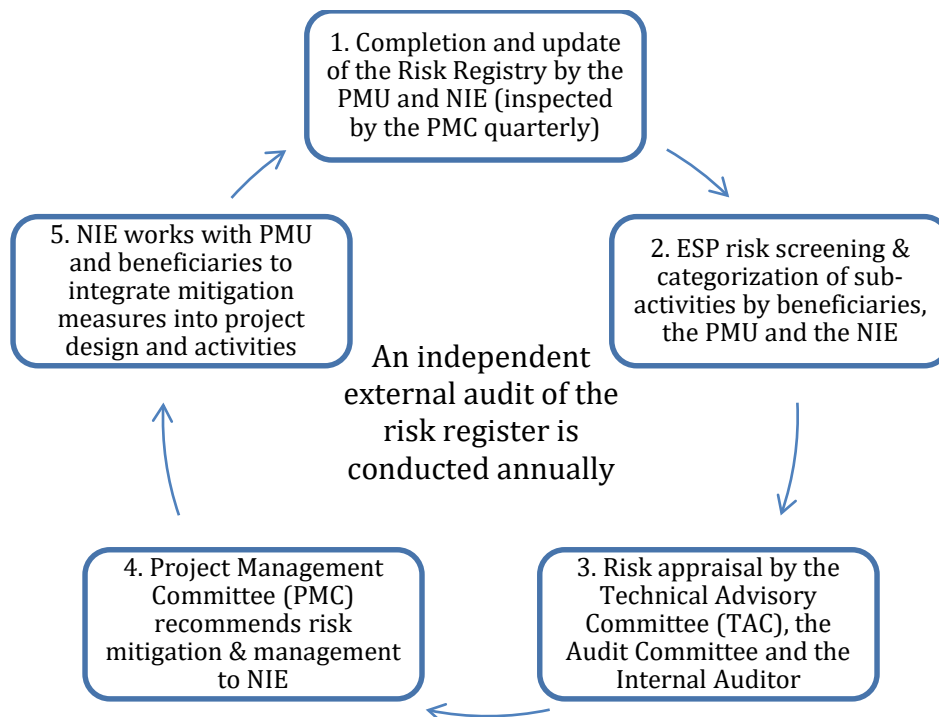 1. Completion and update
of the Risk Registry by the
PMU and NIE (inspected
by the PMC quarterly)
2. ESP risk screening &
categorization of sub-
activities by beneficiaries,
the PMU and the NIE
3. Risk appraisal by the
Technical Advisory
Committee (TAC), the
Audit Committee and the
Internal Auditor
4. Project Management
Committee (PMC)
recommends risk
mitigation & management
to NIE
5. NIE works with PMU
and beneficiaries to
integrate mitigation
measures into project
design and activities
An independent
external audit of the
risk register is
conducted annually